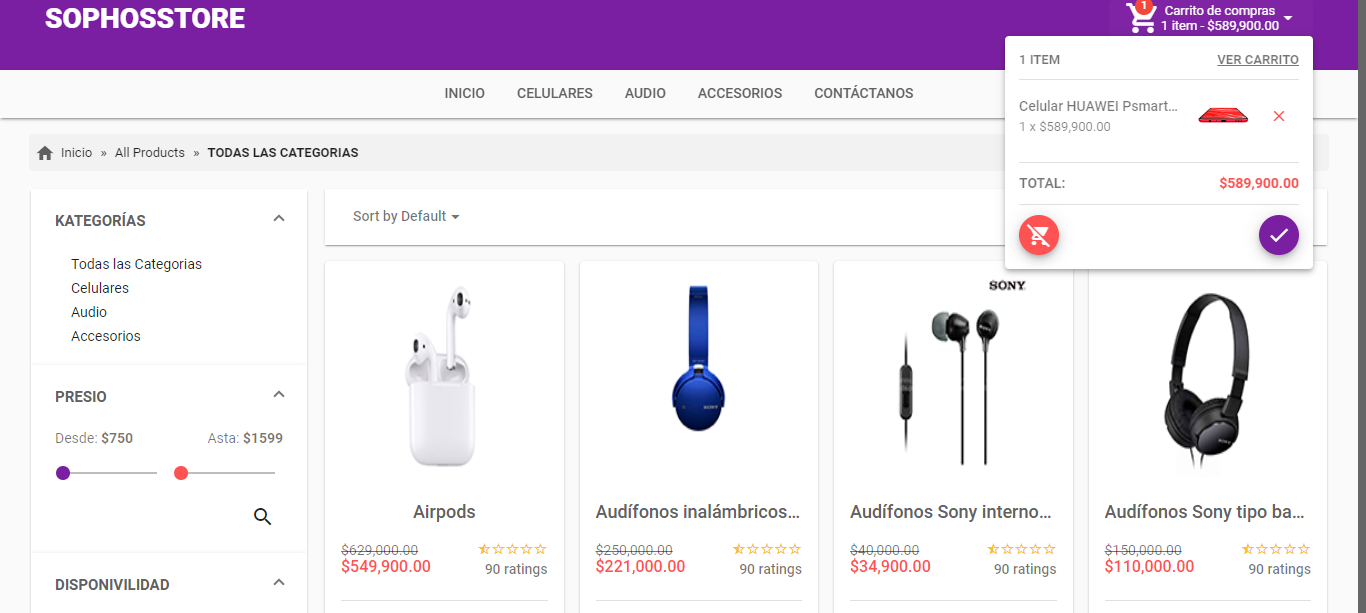 SOPHOSSTORE
1
Carrito de compras
1 item - $589,900.00
1 ITEM
VER CARRITO
Celular HUAWEI Psmart...
1 x $589,900.00
TOTAL:
$589,900.00
INICIO
CELULARES
AUDIO
ACCESORIOS
CONTÁCTANOS
Inicio » All Products » TODAS LAS CATEGORIAS
KATEGORÍAS
Todas las Categorias
Celulares
Audio
Accesorios
PRESIO
Desde: $750
Asta: $1599
DISPONIVILIDAD
Sort by Default
Airpods
$629,000.00
$549,900.00
90 ratings
SONY
Audífonos inalámbricos...
$250,000.00
$221,000.00
90 ratings
SONY
SONY
Audífonos Sony interno...
$40,000.00
$34,900.00
90 ratings
SONY
Audífonos Sony tipo ba...
$150,000.00
$110,000.00
90 ratings